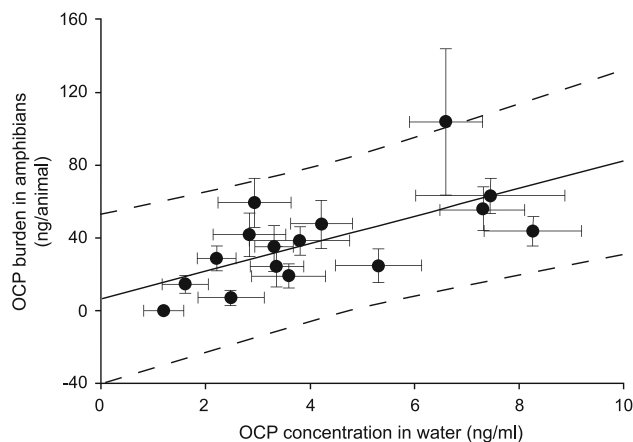 160
120
80
40
0
-40
OCP burden in amphibians
(ng/animal)
0 2 4 6 8 10
OCP concentration in water (ng/ml)